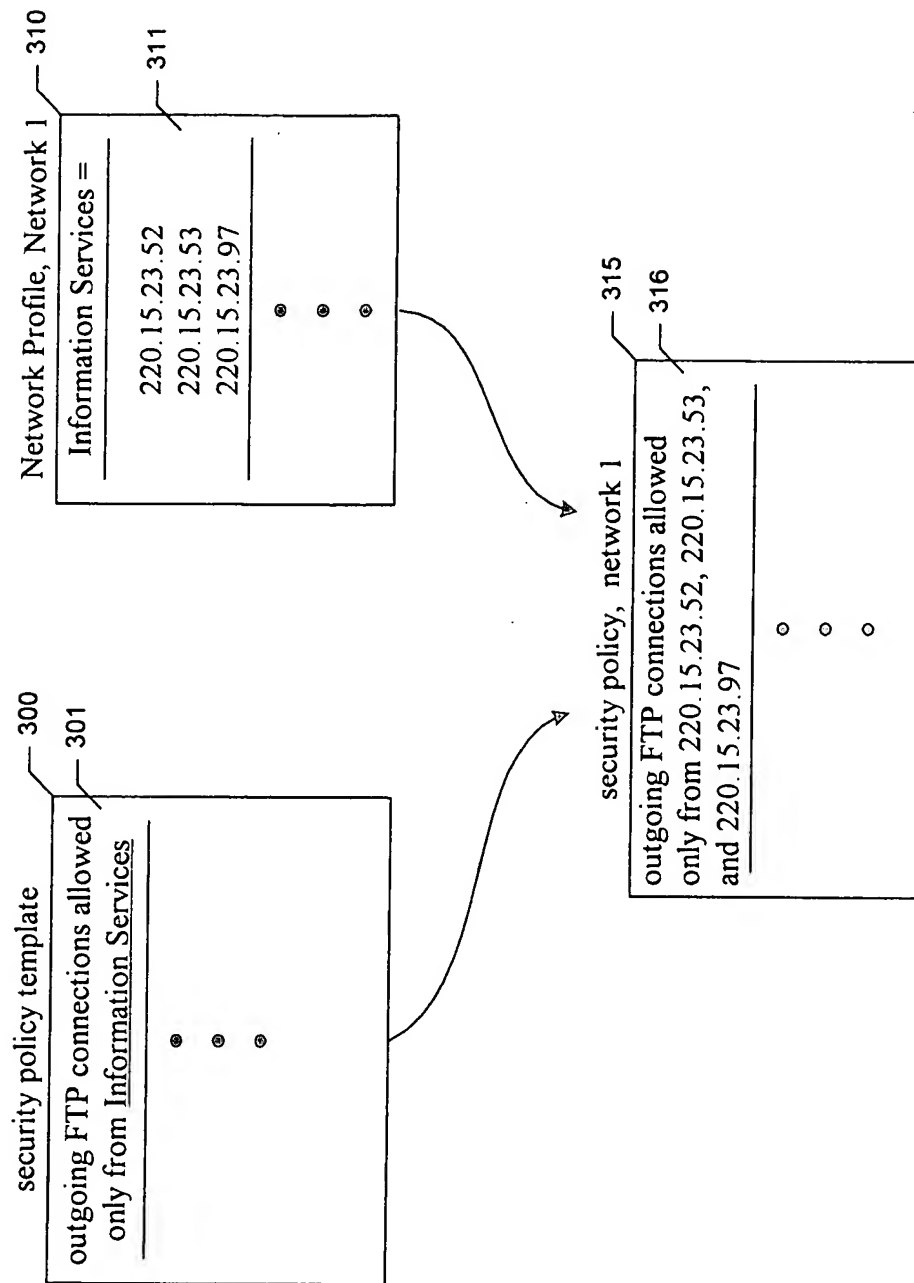 security policy template
300
outgoing FTP connections allowed
only from Information Services
301
Network Profile, Network 1
310
Information Services =
311
220.15.23.52
220.15.23.53
220.15.23.97
security policy, network 1
315
outgoing FTP connections allowed
only from 220.15.23.52, 220.15.23.53,
and 220.15.23.97
316